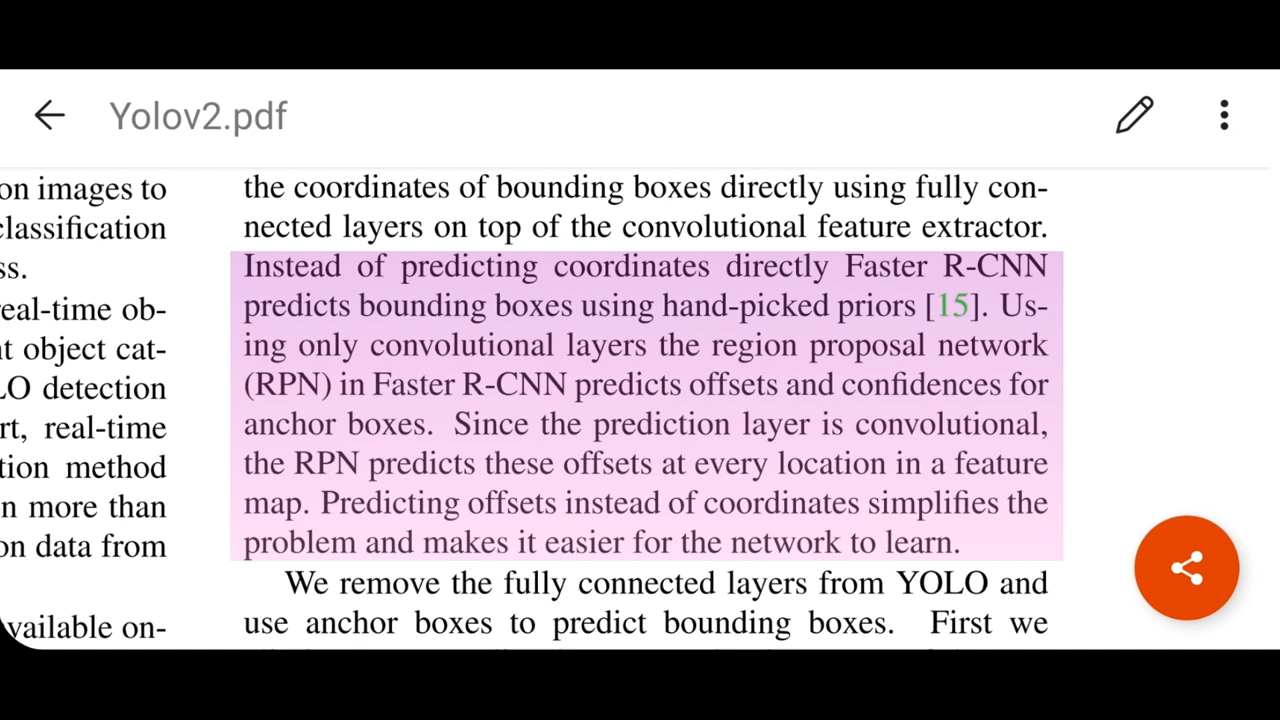 Yolov2.pdf
on images to
classification
ss.
real-time ob-
nt object cat-
LO detection
rt, real-time
tion method
n more than
on data from
vailable on-
the coordinates of bounding boxes directly using fully con-
nected layers on top of the convolutional feature extractor.
Instead of predicting coordinates directly Faster R-CNN
predicts bounding boxes using hand-picked priors [15]. Us-
ing only convolutional layers the region proposal network
(RPN) in Faster R-CNN predicts offsets and confidences for
anchor boxes. Since the prediction layer is convolutional,
the RPN predicts these offsets at every location in a feature
map. Predicting offsets instead of coordinates simplifies the
problem and makes it easier for the network to learn.
We remove the fully connected layers from YOLO and
use anchor boxes to predict bounding boxes. First we